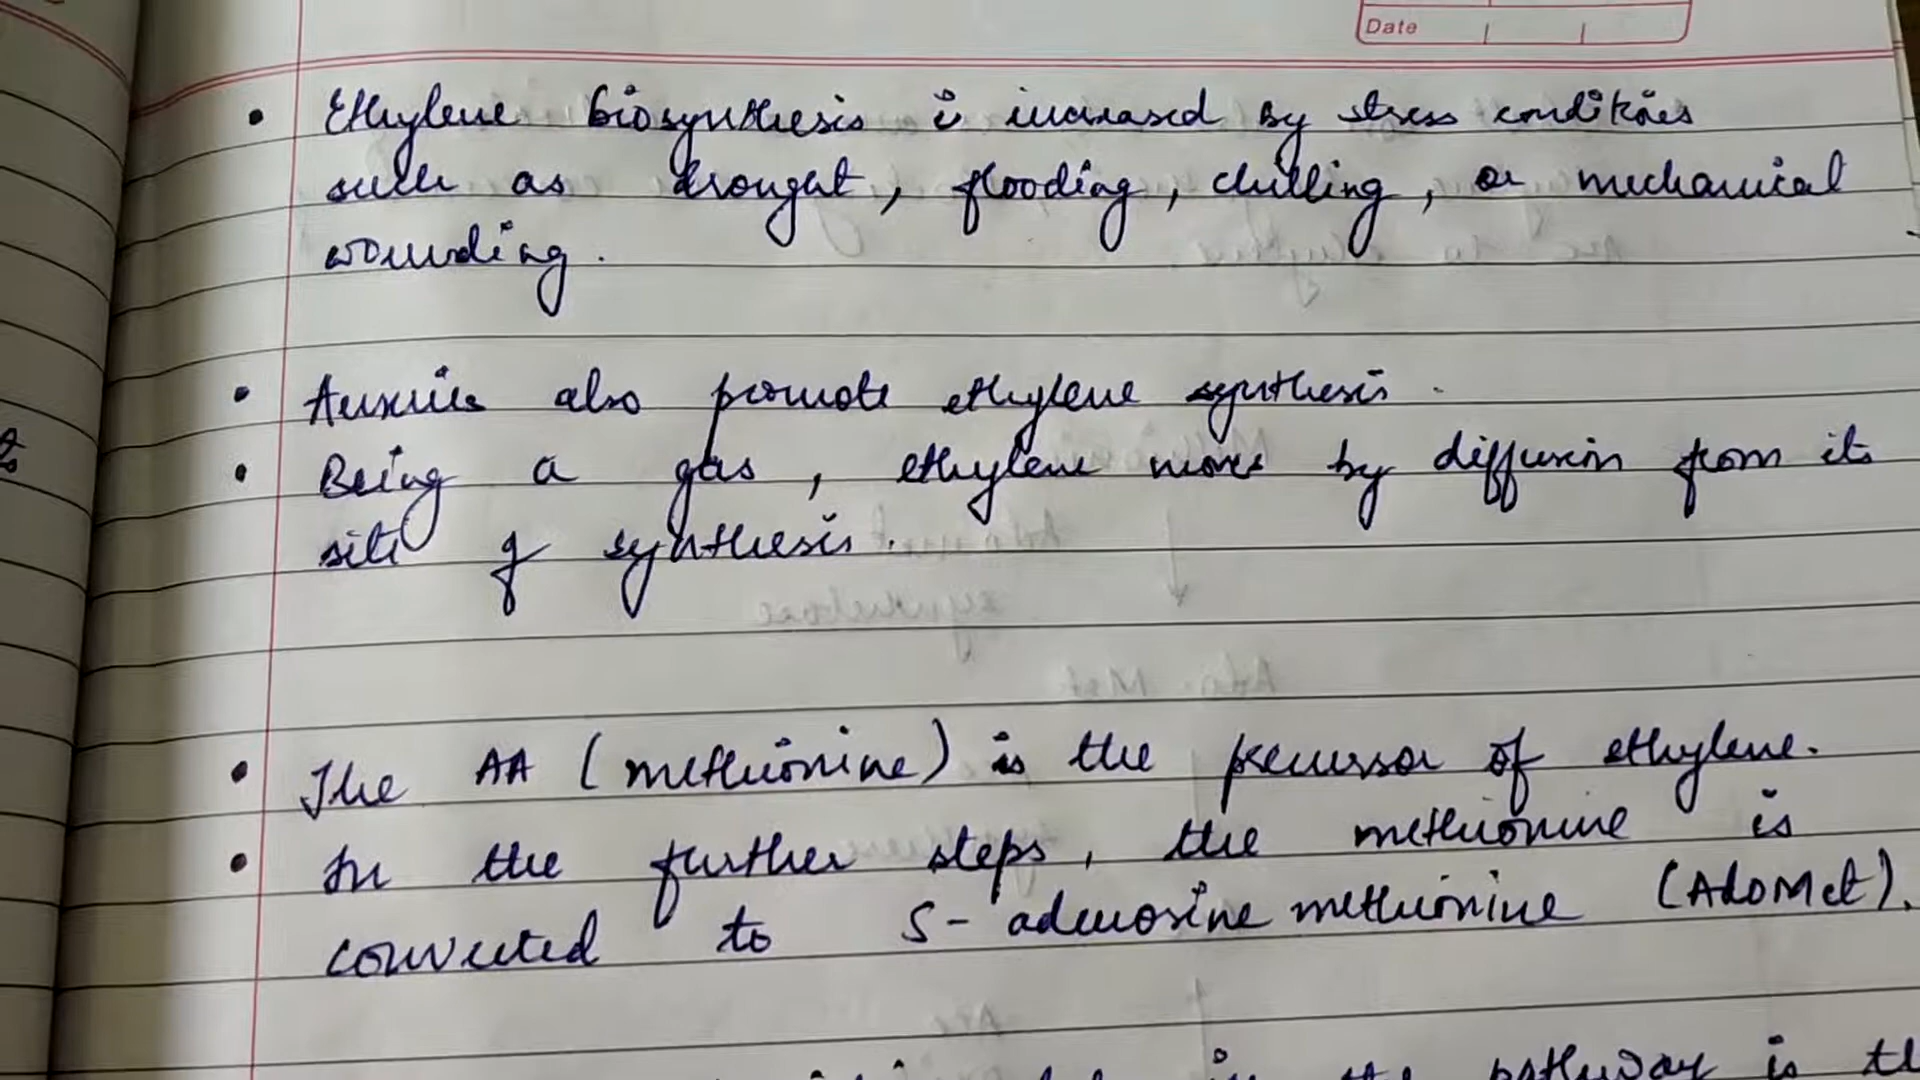 Date
• Ethylene biosynthesis is increased by stress conditions
such as drought, flooding, chilling, or mechanical
wounding.
• Auxins also promote ethylene synthesis.
• Being a gas, ethylene moves by diffusion from its
site of synthesis.
• The AA (methionine) is the precursor of ethylene.
• In the further steps, the methionine is
converted to S-adenosine methionine (AdoMet).
in the pathway is